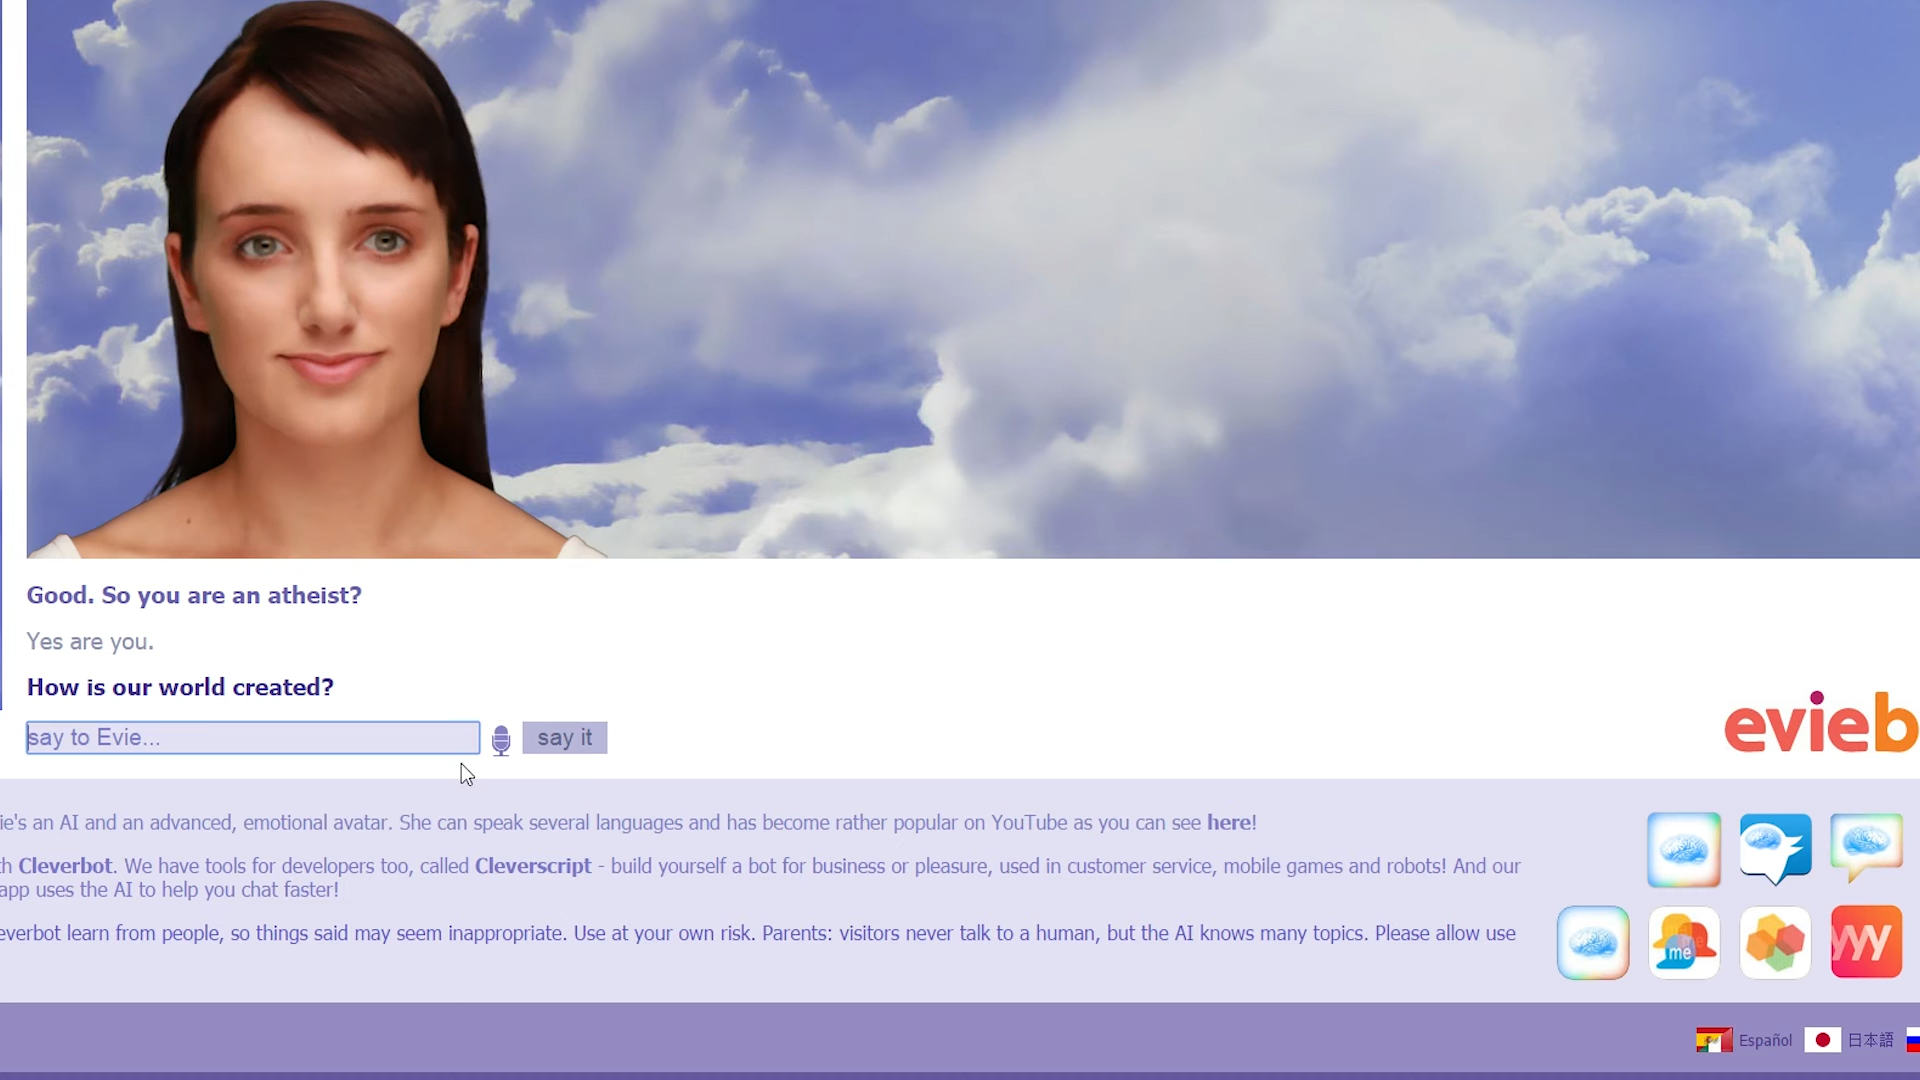 Good. So you are an atheist?
Yes are you.
How is our world created?
say to Evie...
say it
evieb
ie's an AI and an advanced, emotional avatar. She can speak several languages and has become rather popular on YouTube as you can see here!
th Cleverbot. We have tools for developers too, called Cleverscript - build yourself a bot for business or pleasure, used in customer service, mobile games and robots! And our
app uses the AI to help you chat faster!
everbot learn from people, so things said may seem inappropriate. Use at your own risk. Parents: visitors never talk to a human, but the AI knows many topics. Please allow use
me
Español
日本語